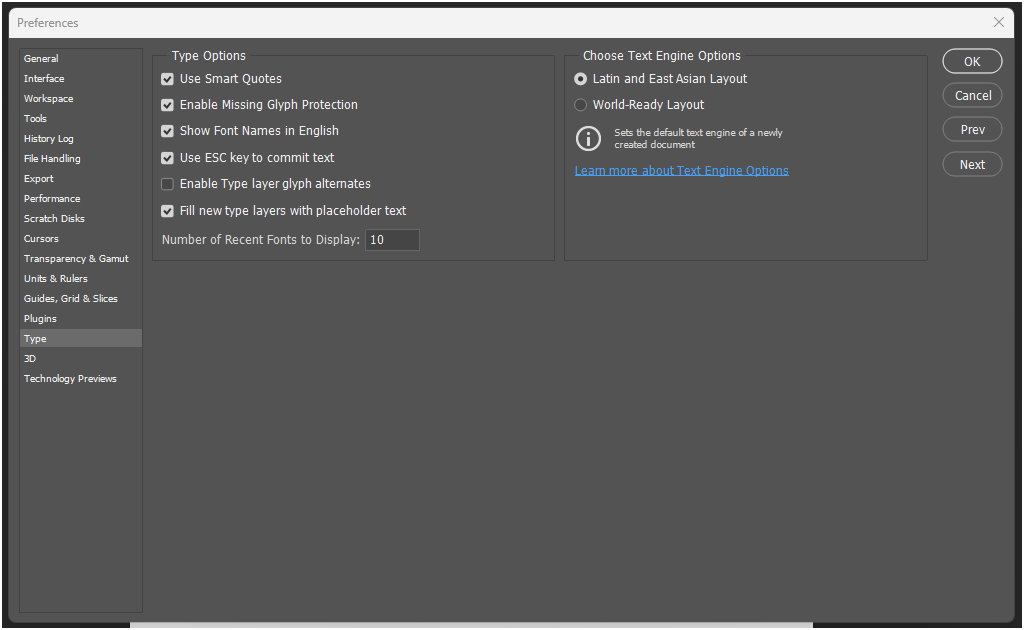 Preferences
General
Interface
Workspace
Tools
History Log
File Handling
Export
Performance
Scratch Disks
Cursors
Transparency & Gamut
Units & Rulers
Guides, Grid & Slices
Plugins
Type
3D
Technology Previews
Type Options
Use Smart Quotes
Enable Missing Glyph Protection
Show Font Names in English
Use ESC key to commit text
Enable Type layer glyph alternates
Fill new type layers with placeholder text
Number of Recent Fonts to Display: 10
Choose Text Engine Options
Latin and East Asian Layout
World-Ready Layout
Sets the default text engine of a newly
created document
Learn more about Text Engine Options
OK
Cancel
Prev
Next